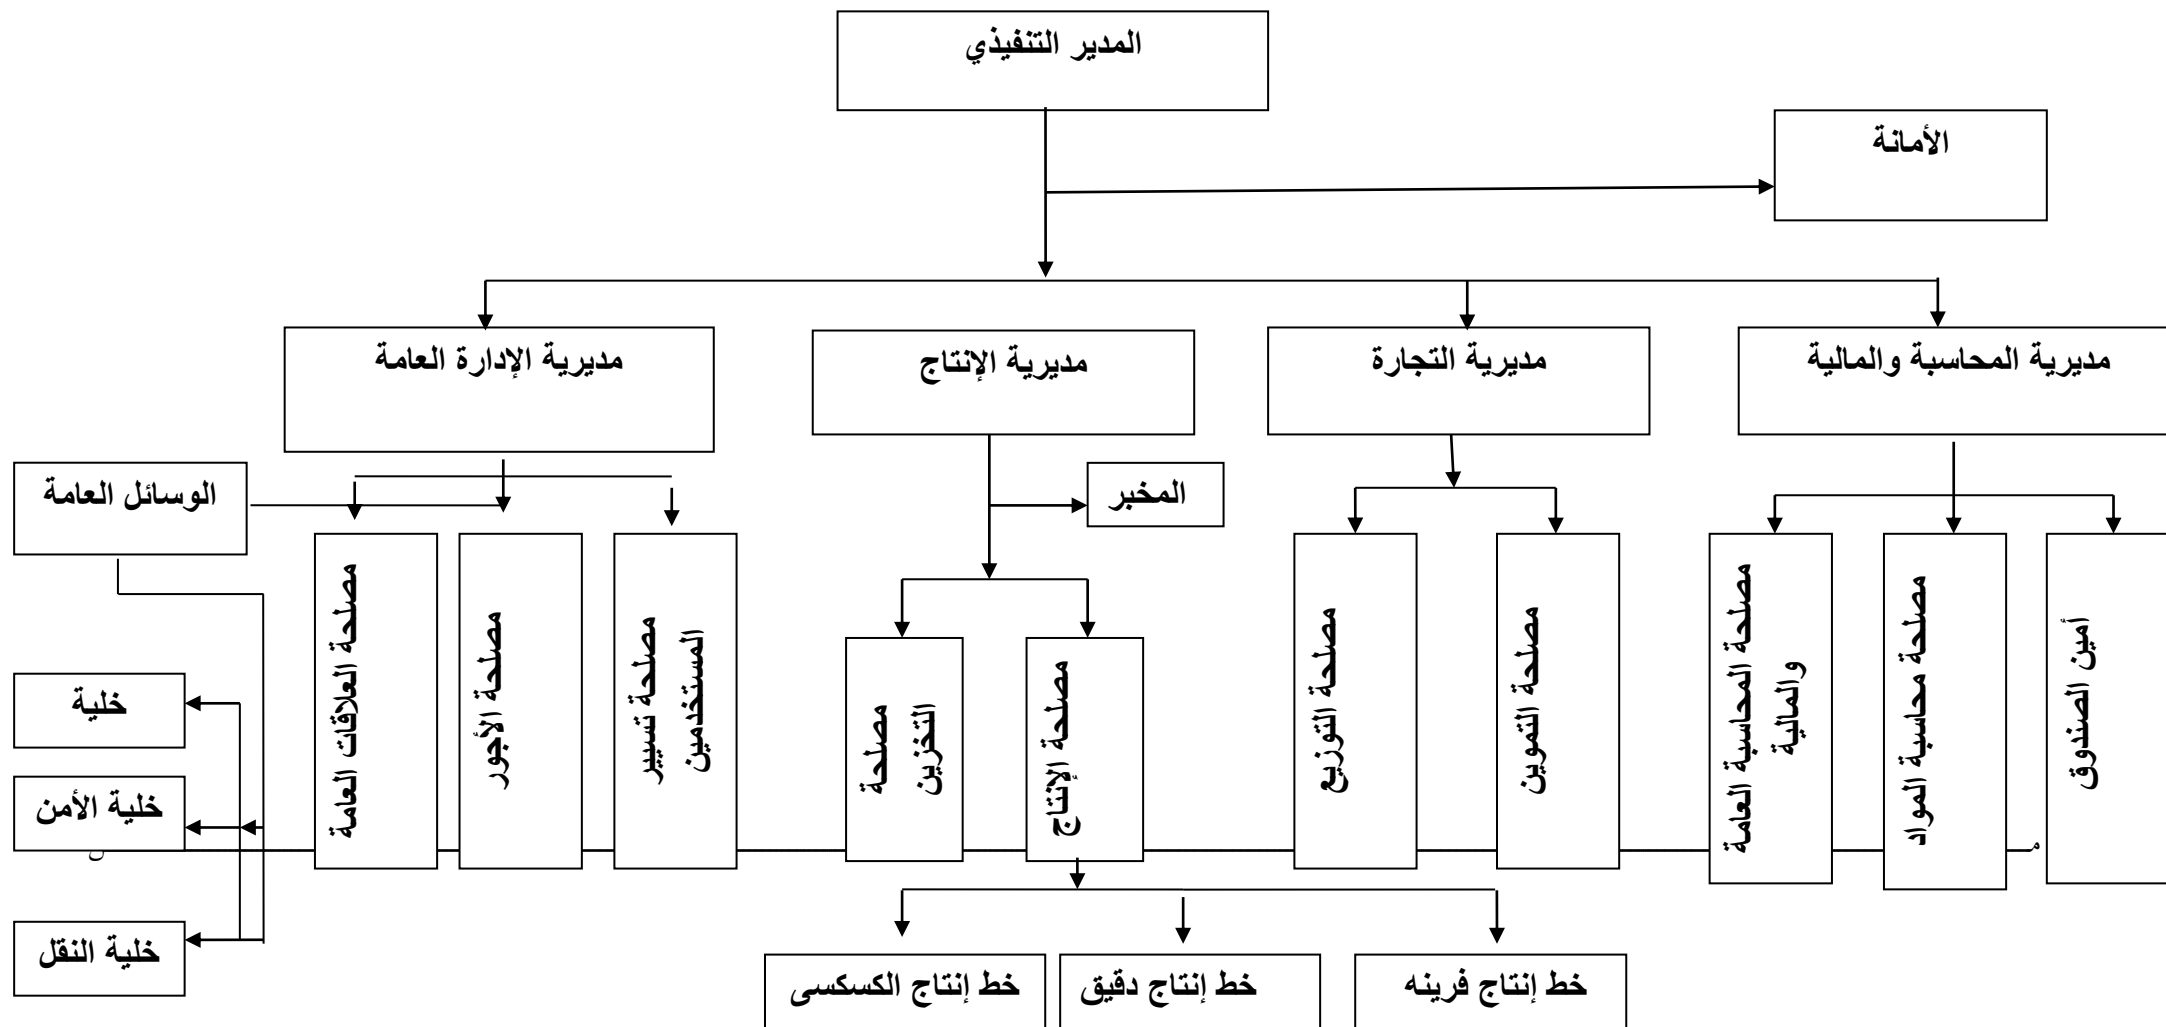 المدير التنفيذي
الأمانة
مديرية المحاسبة والمالية
مديرية التجارة
مديرية الإنتاج
مديرية الإدارة العامة
المخبر
الوسائل العامة
أمين الصندوق
مصلحة محاسبة المواد
مصلحة المحاسبة العامة
والمالية
مصلحة التموين
مصلحة التوزيع
مصلحة الإنتاج
مصلحة
التخزين
مصلحة تسيير
المستخدمين
مصلحة الأجور
مصلحة العلاقات العامة
خلية
خلية الأمن
خلية النقل
خط إنتاج فرينه
خط إنتاج دقيق
خط إنتاج الكسكسى